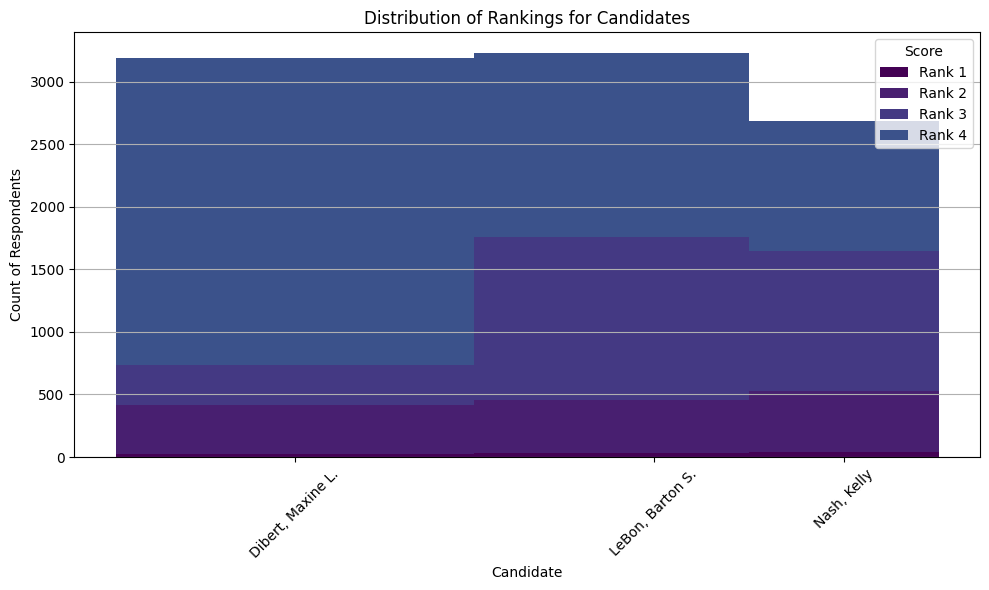 Distribution of Rankings for Candidates
Score
Rank 1
Rank 2
Rank 3
Rank 4
Count of Respondents
3000
2500
2000
1500
1000
500
0
Dibert, Maxine L.
LeBon, Barton S.
Nash, Kelly
Candidate